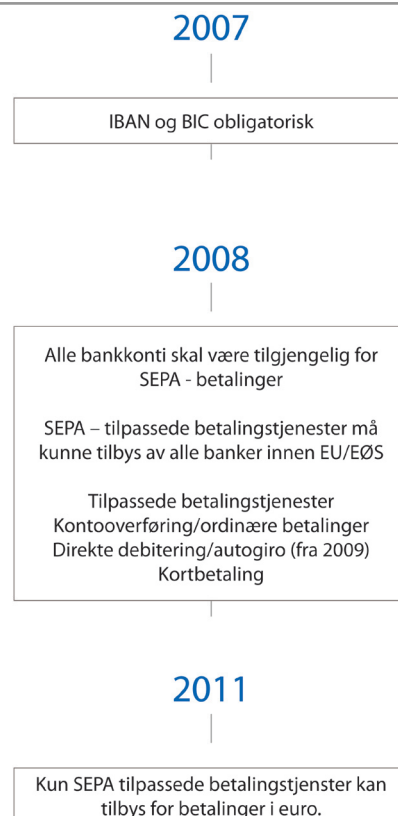 2007
IBAN og BIC obligatorisk
2008
Alle bankkonti skal være tilgjengelig for
SEPA - betalinger
SEPA – tilpassede betalingstjenester må
kunne tilbys av alle banker innen EU/EØS
Tilpassede betalingstjenester
Kontooverføring/ordinære betalinger
Direkte debitering/autogiro (fra 2009)
Kortbetaling
2011
Kun SEPA tilpassede betalingstjenster kan
tilbys for betalinger i euro.